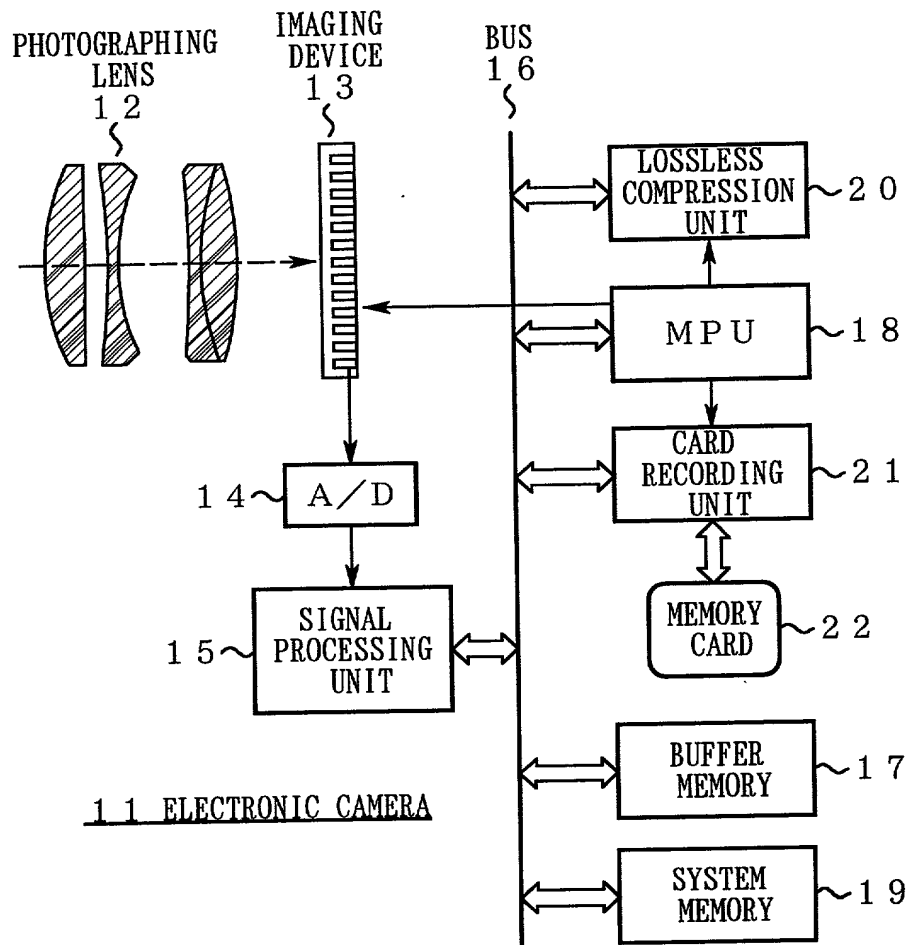 PHOTOGRAPHING
LENS
12
IMAGING
DEVICE
13
BUS
16
LOSSLESS
COMPRESSION
UNIT
20
MPU
18
CARD
RECORDING
UNIT
21
MEMORY
CARD
22
14
A/D
15
SIGNAL
PROCESSING
UNIT
BUFFER
MEMORY
17
SYSTEM
MEMORY
19
11 ELECTRONIC CAMERA